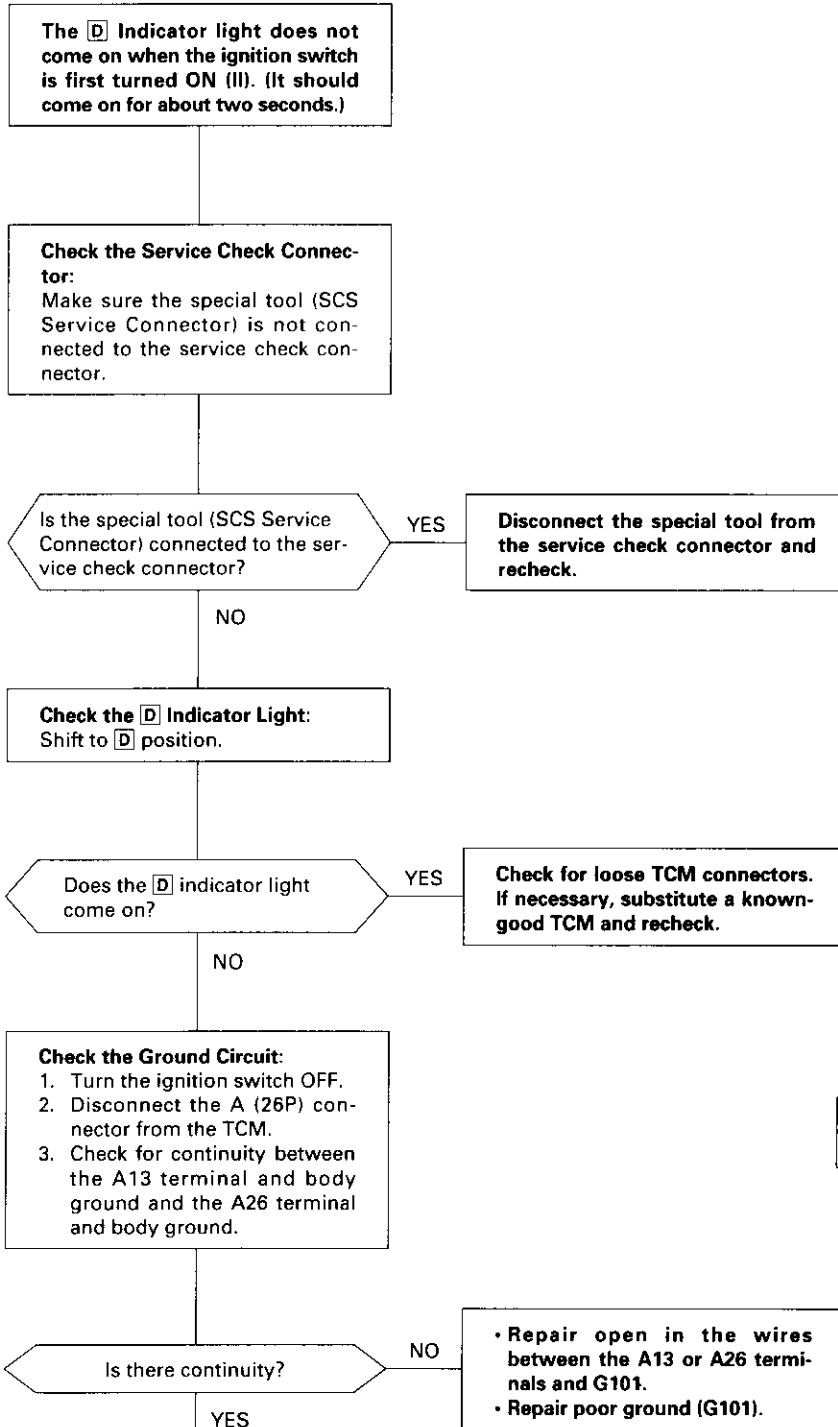 The D Indicator light does not
come on when the ignition switch
is first turned ON (II). (It should
come on for about two seconds.)
Check the Service Check Connec-
tor:
Make sure the special tool (SCS
Service Connector) is not con-
nected to the service check con-
nector.
Is the special tool (SCS Service
Connector) connected to the ser-
vice check connector?
YES
Disconnect the special tool from
the service check connector and
recheck.
NO
Check the D Indicator Light:
Shift to D position.
Does the D indicator light
come on?
YES
Check for loose TCM connectors.
If necessary, substitute a known-
good TCM and recheck.
NO
Check the Ground Circuit:
1. Turn the ignition switch OFF.
2. Disconnect the A (26P) con-
nector from the TCM.
3. Check for continuity between
the A13 terminal and body
ground and the A26 terminal
and body ground.
Is there continuity?
NO
• Repair open in the wires
between the A13 or A26 termi-
nals and G101.
• Repair poor ground (G101).
YES